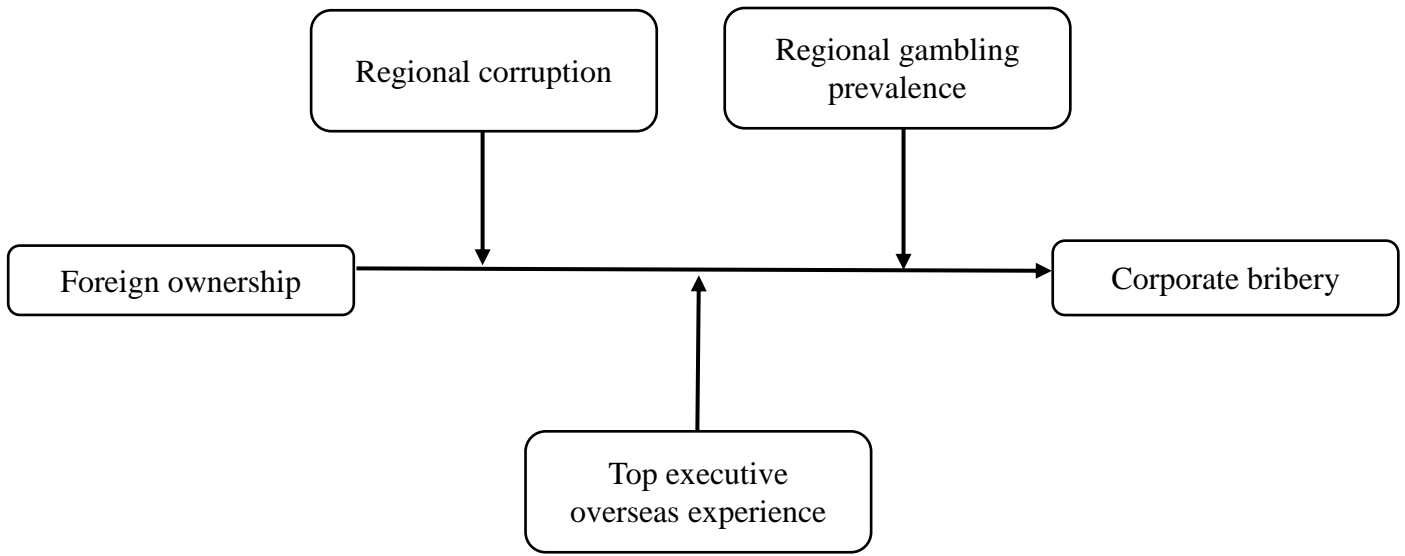 Regional corruption
Regional gambling
prevalence
Foreign ownership
Corporate bribery
Top executive
overseas experience